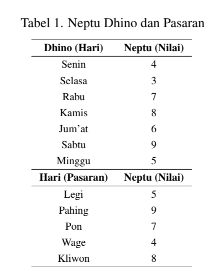 Tabel 1. Neptu Dhino dan Pasaran
Dhino (Hari) Neptu (Nilai)
Senin 4
Selasa 3
Rabu 7
Kamis 8
Jum'at 6
Sabtu 9
Minggu 5
Hari (Pasaran) Neptu (Nilai)
Legi 5
Pahing 9
Pon 7
Wage 4
Kliwon 8